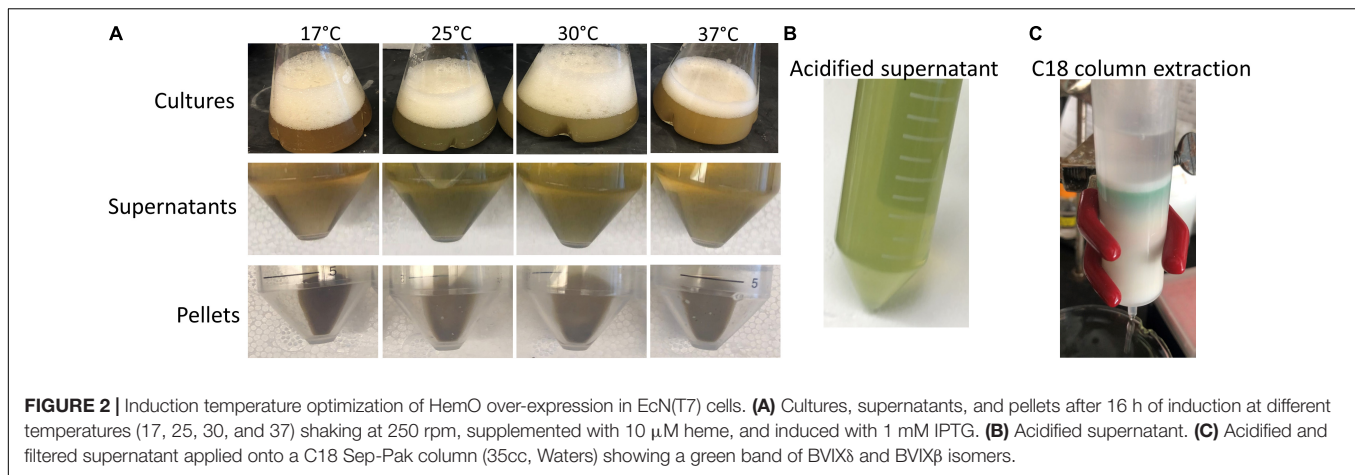 A
17°C 25°C 30°C 37°C
Cultures
Supernatants
Pellets
5
5
B
Acidified supernatant
C
C18 column extraction
FIGURE 2 | Induction temperature optimization of HemO over-expression in EcN(T7) cells. (A) Cultures, supernatants, and pellets after 16 h of induction at different
temperatures (17, 25, 30, and 37) shaking at 250 rpm, supplemented with 10 μM heme, and induced with 1 mM IPTG. (B) Acidified supernatant. (C) Acidified and
filtered supernatant applied onto a C18 Sep-Pak column (35cc, Waters) showing a green band of BVIXδ and BVIXβ isomers.